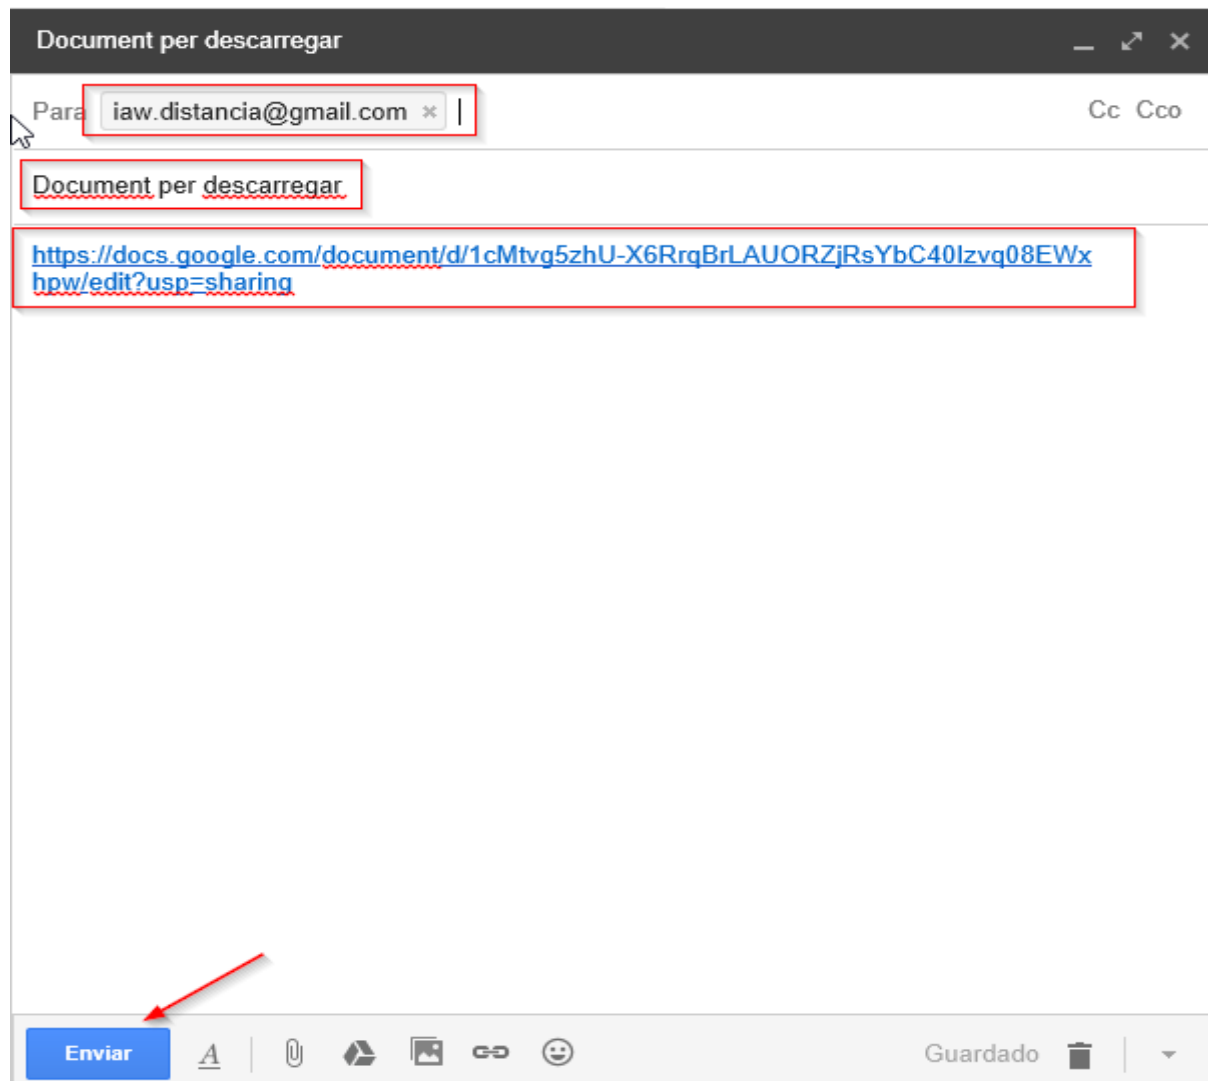 Document per descarregar
Para iaw.distancia@gmail.com × Cc Cco
Document per descarregar
https://docs.google.com/document/d/1cMtvg5zhU-X6RrqBrLAUORZjRsYbC40Izvq08EWx
hpw/edit?usp=sharing
Enviar A Guardado